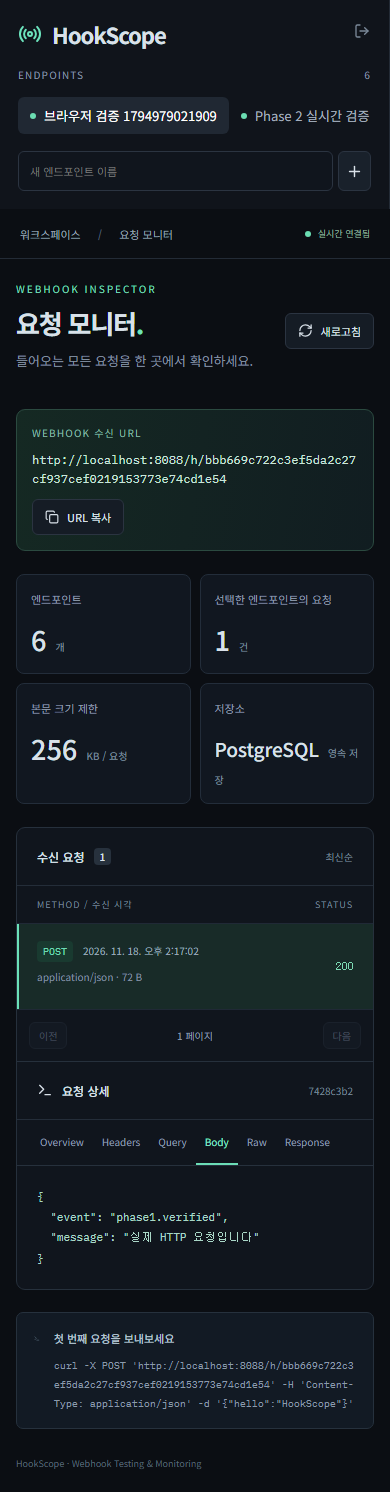 HookScope
ENDPOINTS 6
브라우저 검증 1794979021909 Phase 2 실시간 검증
새 엔드포인트 이름
워크스페이스 / 요청 모니터 실시간 연결됨
WEBHOOK INSPECTOR
요청 모니터.
새로고침
들어오는 모든 요청을 한 곳에서 확인하세요.
WEBHOOK 수신 URL
http://localhost:8088/h/bbb669c722c3ef5da2c27
cf937cef0219153773e74cd1e54
URL 복사
엔드포인트 선택한 엔드포인트의 요청
6 개 1 건
본문 크기 제한 저장소
256 KB / 요청 PostgreSQL 영속 저
장
수신 요청 1 최신순
METHOD / 수신 시각 STATUS
POST 2026. 11. 18. 오후 2:17:02
application/json · 72 B 200
이전 1 페이지 다음
요청 상세 7428c3b2
Overview Headers Query Body Raw Response
{
"event": "phase1.verified",
"message": "실제 HTTP 요청입니다"
}
첫 번째 요청을 보내보세요
curl -X POST 'http://localhost:8088/h/bbb669c722c3
ef5da2c27cf937cef0219153773e74cd1e54' -H 'Content-
Type: application/json' -d '{"hello":"HookScope"}'
HookScope · Webhook Testing & Monitoring